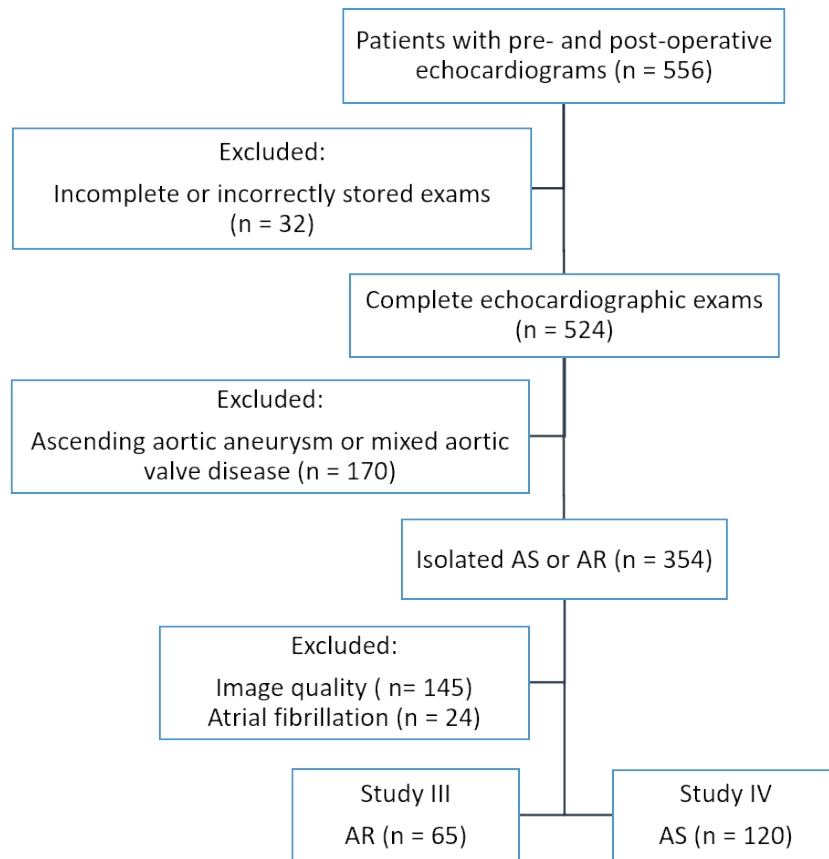 Patients with pre- and post-operative
echocardiograms (n = 556)
Excluded:
Incomplete or incorrectly stored exams
(n = 32)
Complete echocardiographic exams
(n = 524)
Excluded:
Ascending aortic aneurysm or mixed aortic
valve disease (n = 170)
Isolated AS or AR (n = 354)
Excluded:
Image quality ( n= 145)
Atrial fibrillation (n = 24)
Study III
AR (n = 65)
Study IV
AS (n = 120)